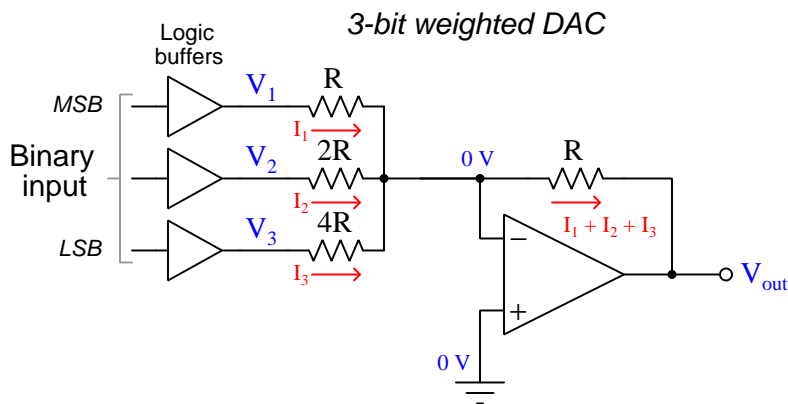 3-bit weighted DAC
Logic
buffers
MSB
V₁
R
I₁
Binary
input
V₂
2R
I₂
0 V
R
I₁ + I₂ + I₃
LSB
V₃
4R
I₃
−
+
V_out
0 V